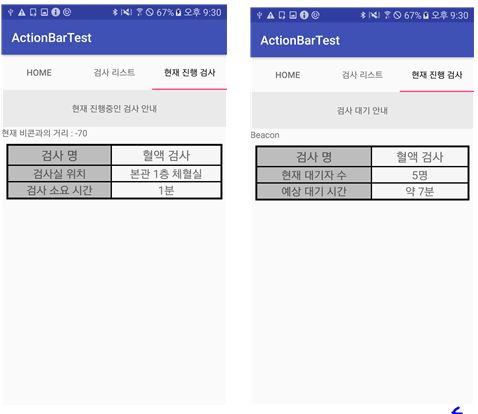 67% 오후 9:30
ActionBarTest
HOME 검사 리스트 현재 진행 검사
현재 진행중인 검사 안내
현재 비콘과의 거리 : -70
검사 명 혈액 검사
검사실 위치 본관 1층 체혈실
검사 소요 시간 1분
67% 오후 9:30
ActionBarTest
HOME 검사 리스트 현재 진행 검사
검사 대기 안내
Beacon
검사 명 혈액 검사
현재 대기자 수 5명
예상 대기 시간 약 7분